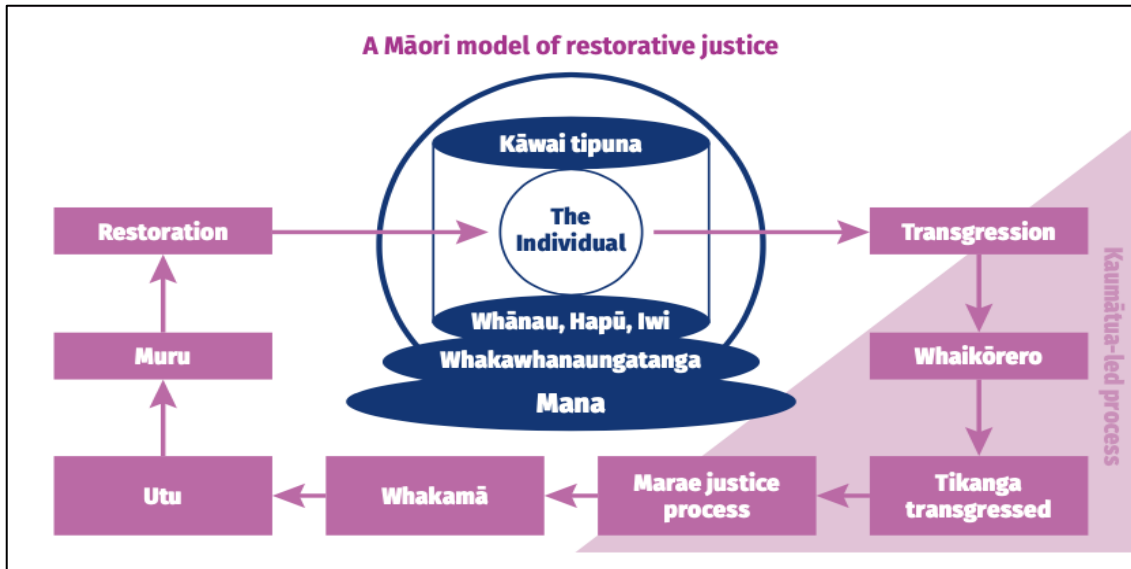 A Māori model of restorative justice
Kāwai tipuna
The
Individual
Whānau, Hapū, Iwi
Whakawhanaungatanga
Mana
Transgression
Whaikōrero
Tikanga
transgressed
Marae justice
process
Whakamā
Utu
Muru
Restoration
Kaumātua-led process